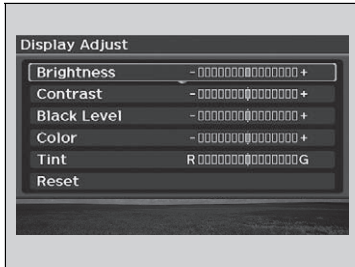 Display Adjust
Brightness - +
Contrast - +
Black Level - +
Color - +
Tint R G
Reset